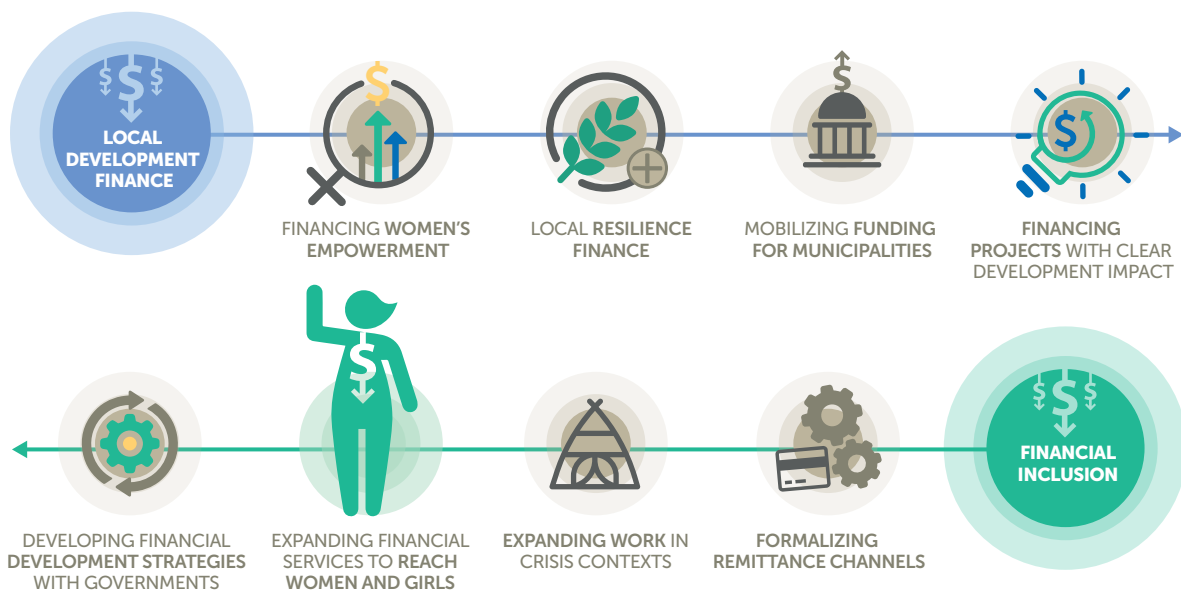 LOCAL
DEVELOPMENT
FINANCE
FINANCING WOMEN'S
EMPOWERMENT
LOCAL RESILIENCE
FINANCE
MOBILIZING FUNDING
FOR MUNICIPALITIES
FINANCING
PROJECTS WITH CLEAR
DEVELOPMENT IMPACT
FINANCIAL
INCLUSION
DEVELOPING FINANCIAL
DEVELOPMENT STRATEGIES
WITH GOVERNMENTS
EXPANDING FINANCIAL
SERVICES TO REACH
WOMEN AND GIRLS
EXPANDING WORK IN
CRISIS CONTEXTS
FORMALIZING
REMITTANCE CHANNELS